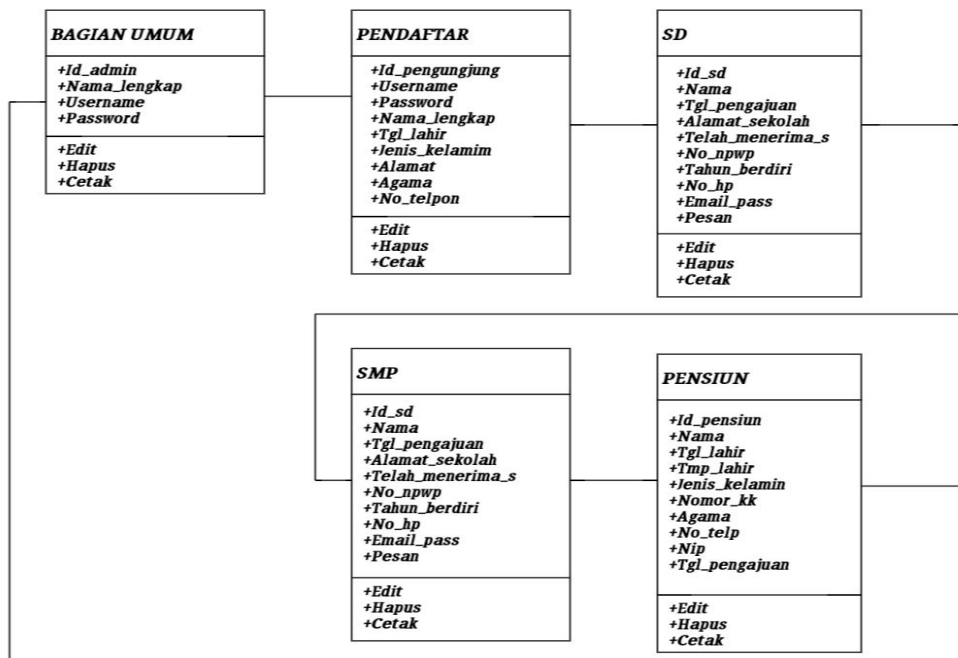 BAGIAN UMUM
+Id_admin
+Nama_lengkap
+Username
+Password
+Edit
+Hapus
+Cetak
PENDAFTAR
+Id_pengungjung
+Username
+Password
+Nama_lengkap
+Tgl_lahir
+Jenis_kelamim
+Alamat
+Agama
+No_telpon
+Edit
+Hapus
+Cetak
SD
+Id_sd
+Nama
+Tgl_pengajuan
+Alamat_sekolah
+Telah_menerima_s
+No_npwp
+Tahun_berdiri
+No_hp
+Email_pass
+Pesan
+Edit
+Hapus
+Cetak
SMP
+Id_sd
+Nama
+Tgl_pengajuan
+Alamat_sekolah
+Telah_menerima_s
+No_npwp
+Tahun_berdiri
+No_hp
+Email_pass
+Pesan
+Edit
+Hapus
+Cetak
PENSIUN
+Id_pensiun
+Nama
+Tgl_lahir
+Tmp_lahir
+Jenis_kelamin
+Nomor_kk
+Agama
+No_telp
+Nip
+Tgl_pengajuan
+Edit
+Hapus
+Cetak